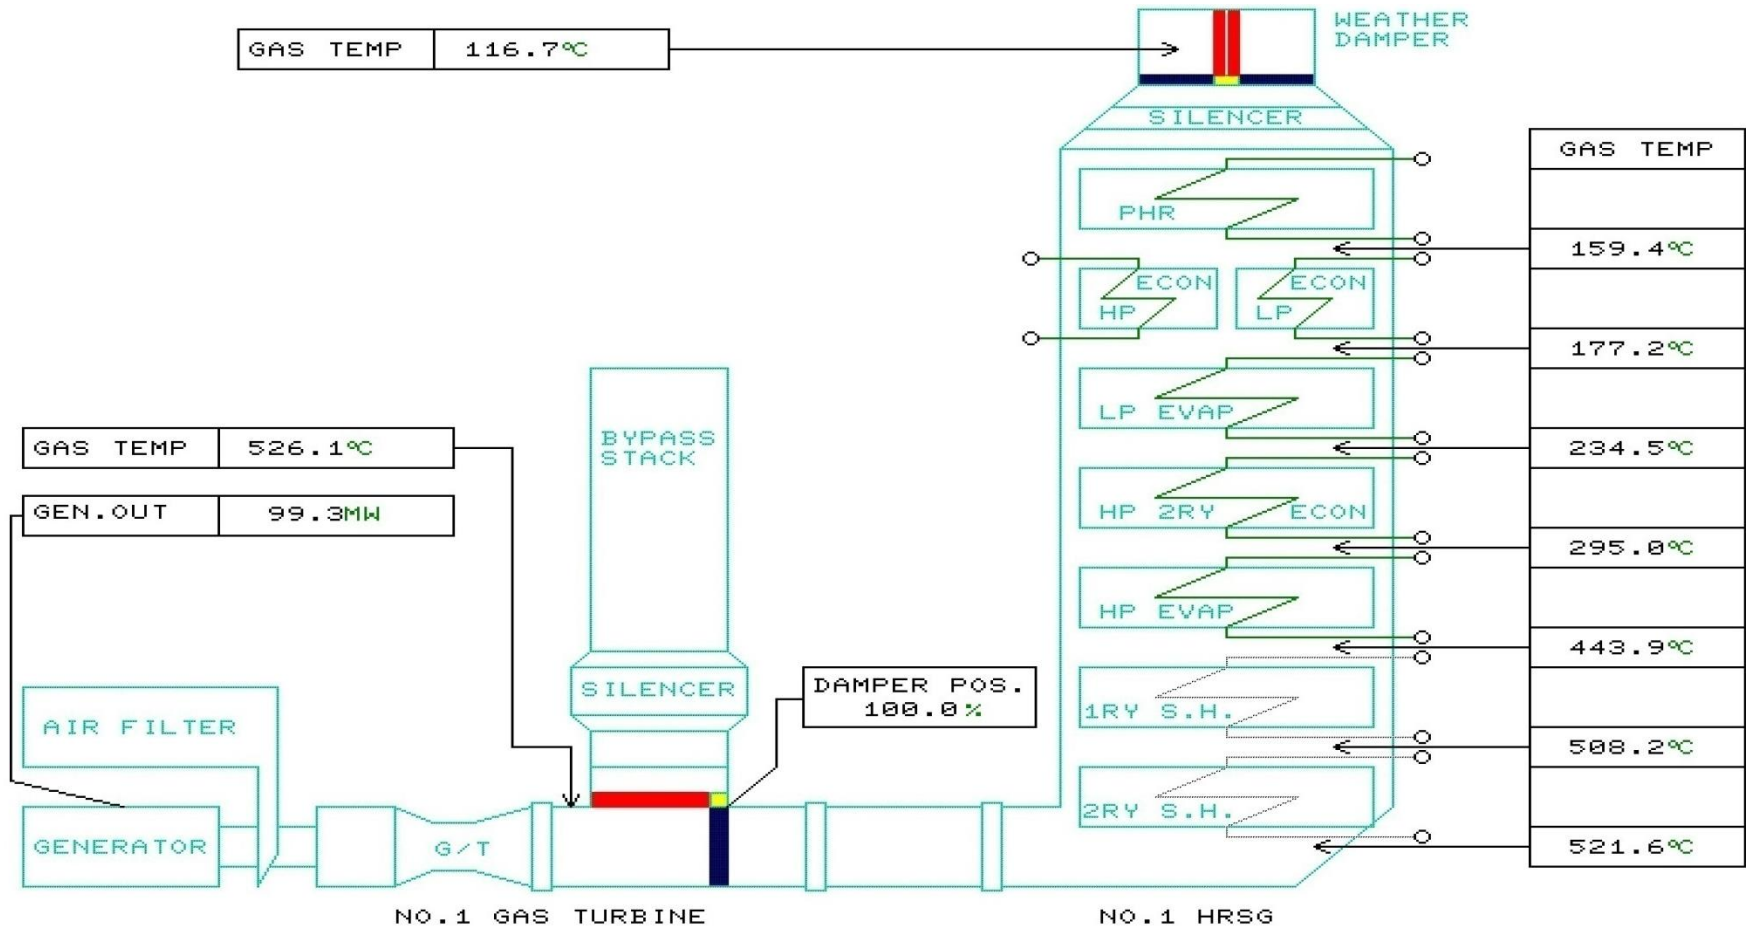 WEATHER
DAMPER
GAS TEMP 116.7℃
SILENCER
GAS TEMP
PHR
159.4℃
ECON
HP
ECON
LP
177.2℃
LP EVAP
234.5℃
HP 2RY ECON
295.0℃
HP EVAP
443.9℃
1RY S.H.
508.2℃
2RY S.H.
521.6℃
BYPASS
STACK
GAS TEMP 526.1℃
GEN.OUT 99.3MW
SILENCER
DAMPER POS.
100.0%
AIR FILTER
GENERATOR
G/T
NO.1 GAS TURBINE
NO.1 HRSG